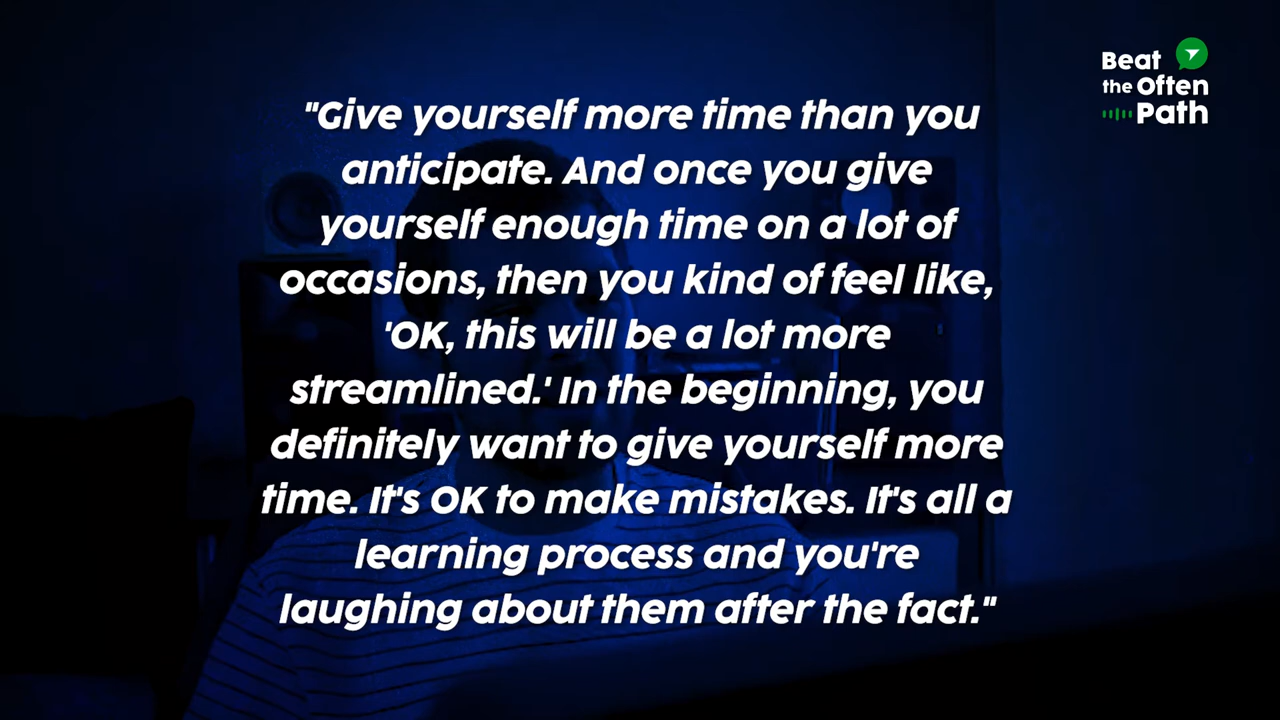 Beat
the Often
Path
"Give yourself more time than you
anticipate. And once you give
yourself enough time on a lot of
occasions, then you kind of feel like,
'OK, this will be a lot more
streamlined.' In the beginning, you
definitely want to give yourself more
time. It's OK to make mistakes. It's all a
learning process and you're
laughing about them after the fact."